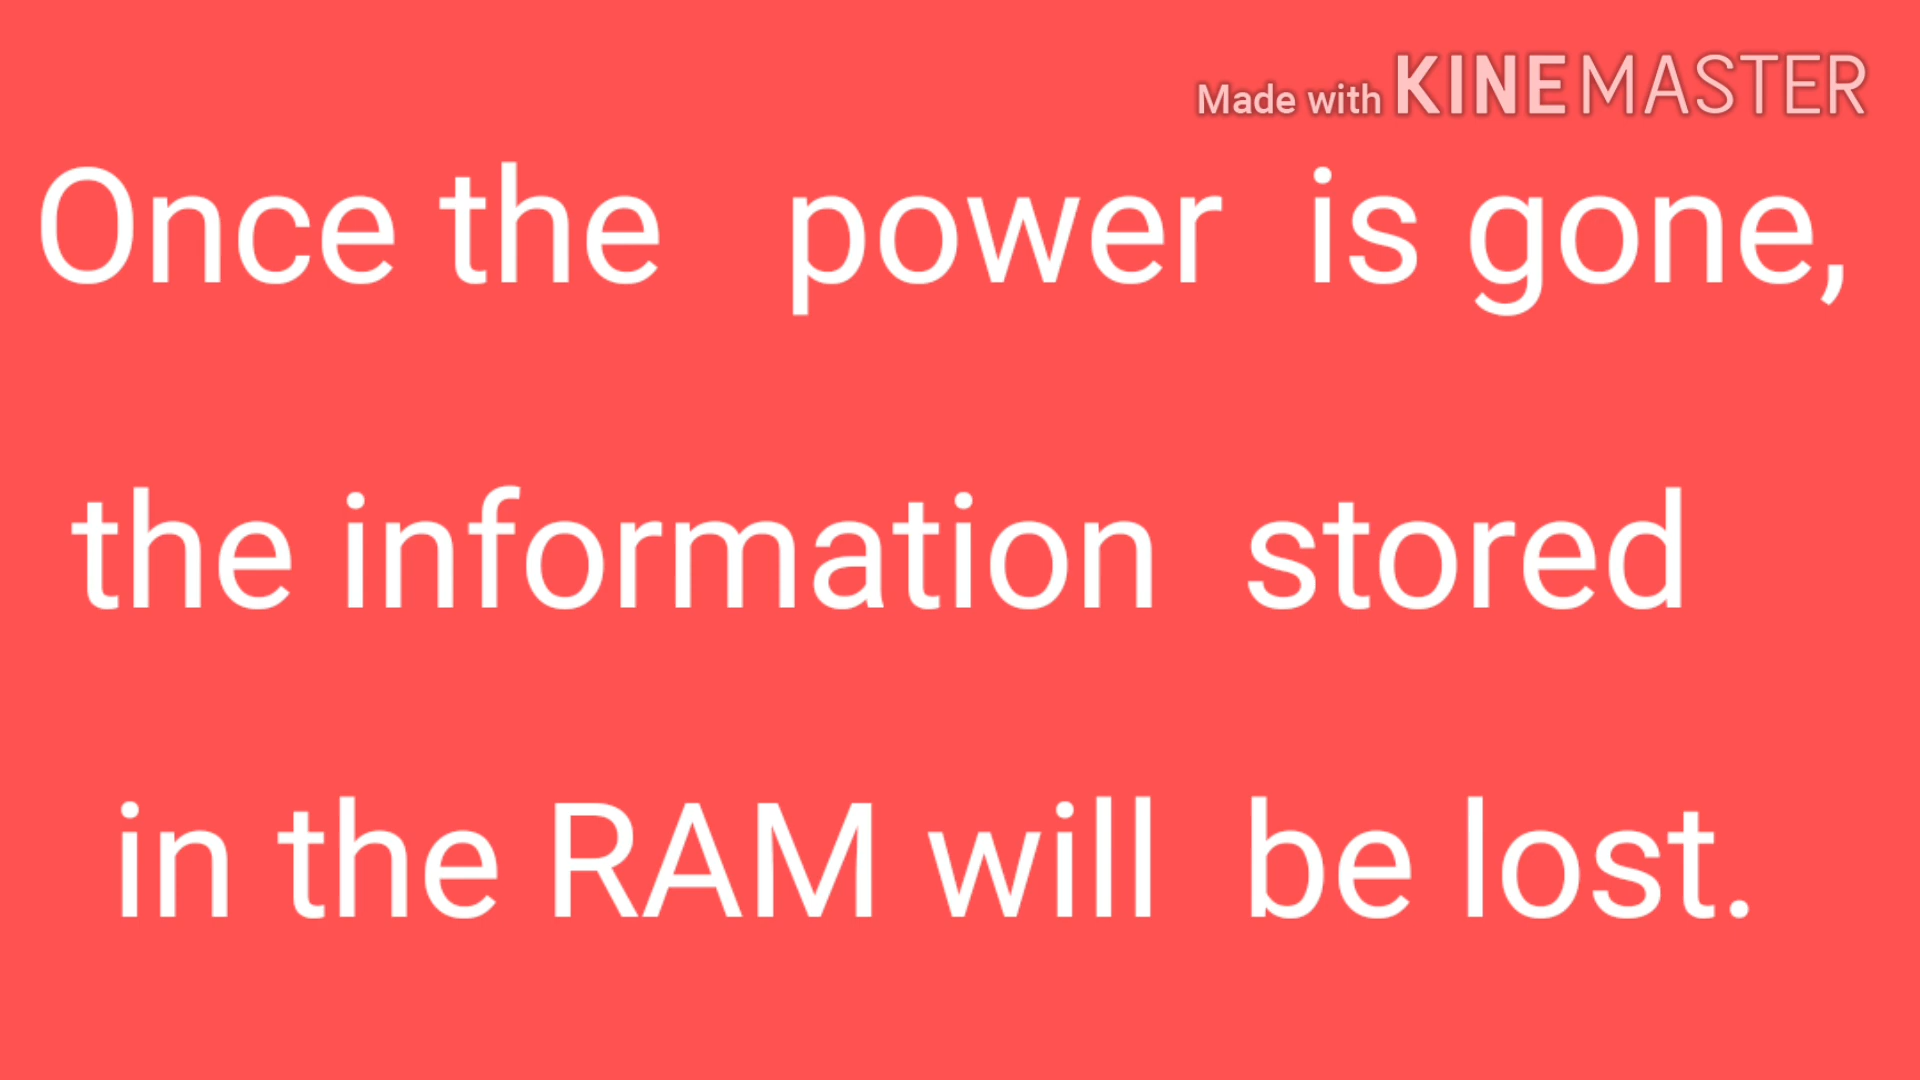 Made with KINEMASTER
Once the power is gone,
the information stored
in the RAM will be lost.